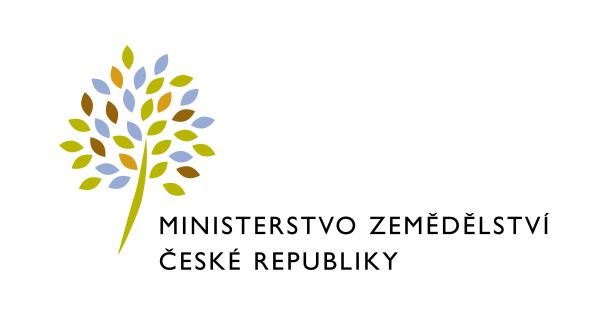 MINISTERSTVO ZEMĚDĚLSTVÍ
ČESKÉ REPUBLIKY